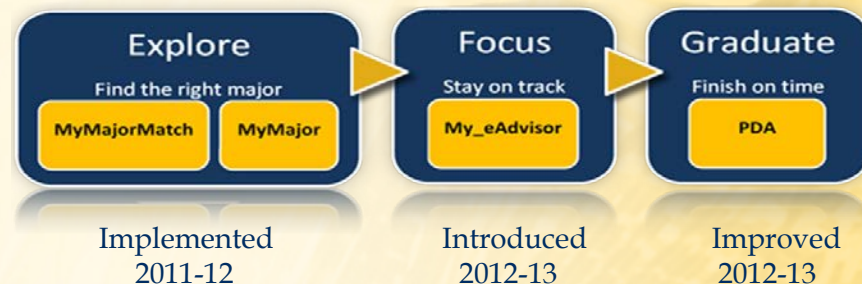 Explore
Find the right major
MyMajorMatch
MyMajor
Implemented
2011-12
Focus
Stay on track
My_eAdvisor
Introduced
2012-13
Graduate
Finish on time
PDA
Improved
2012-13